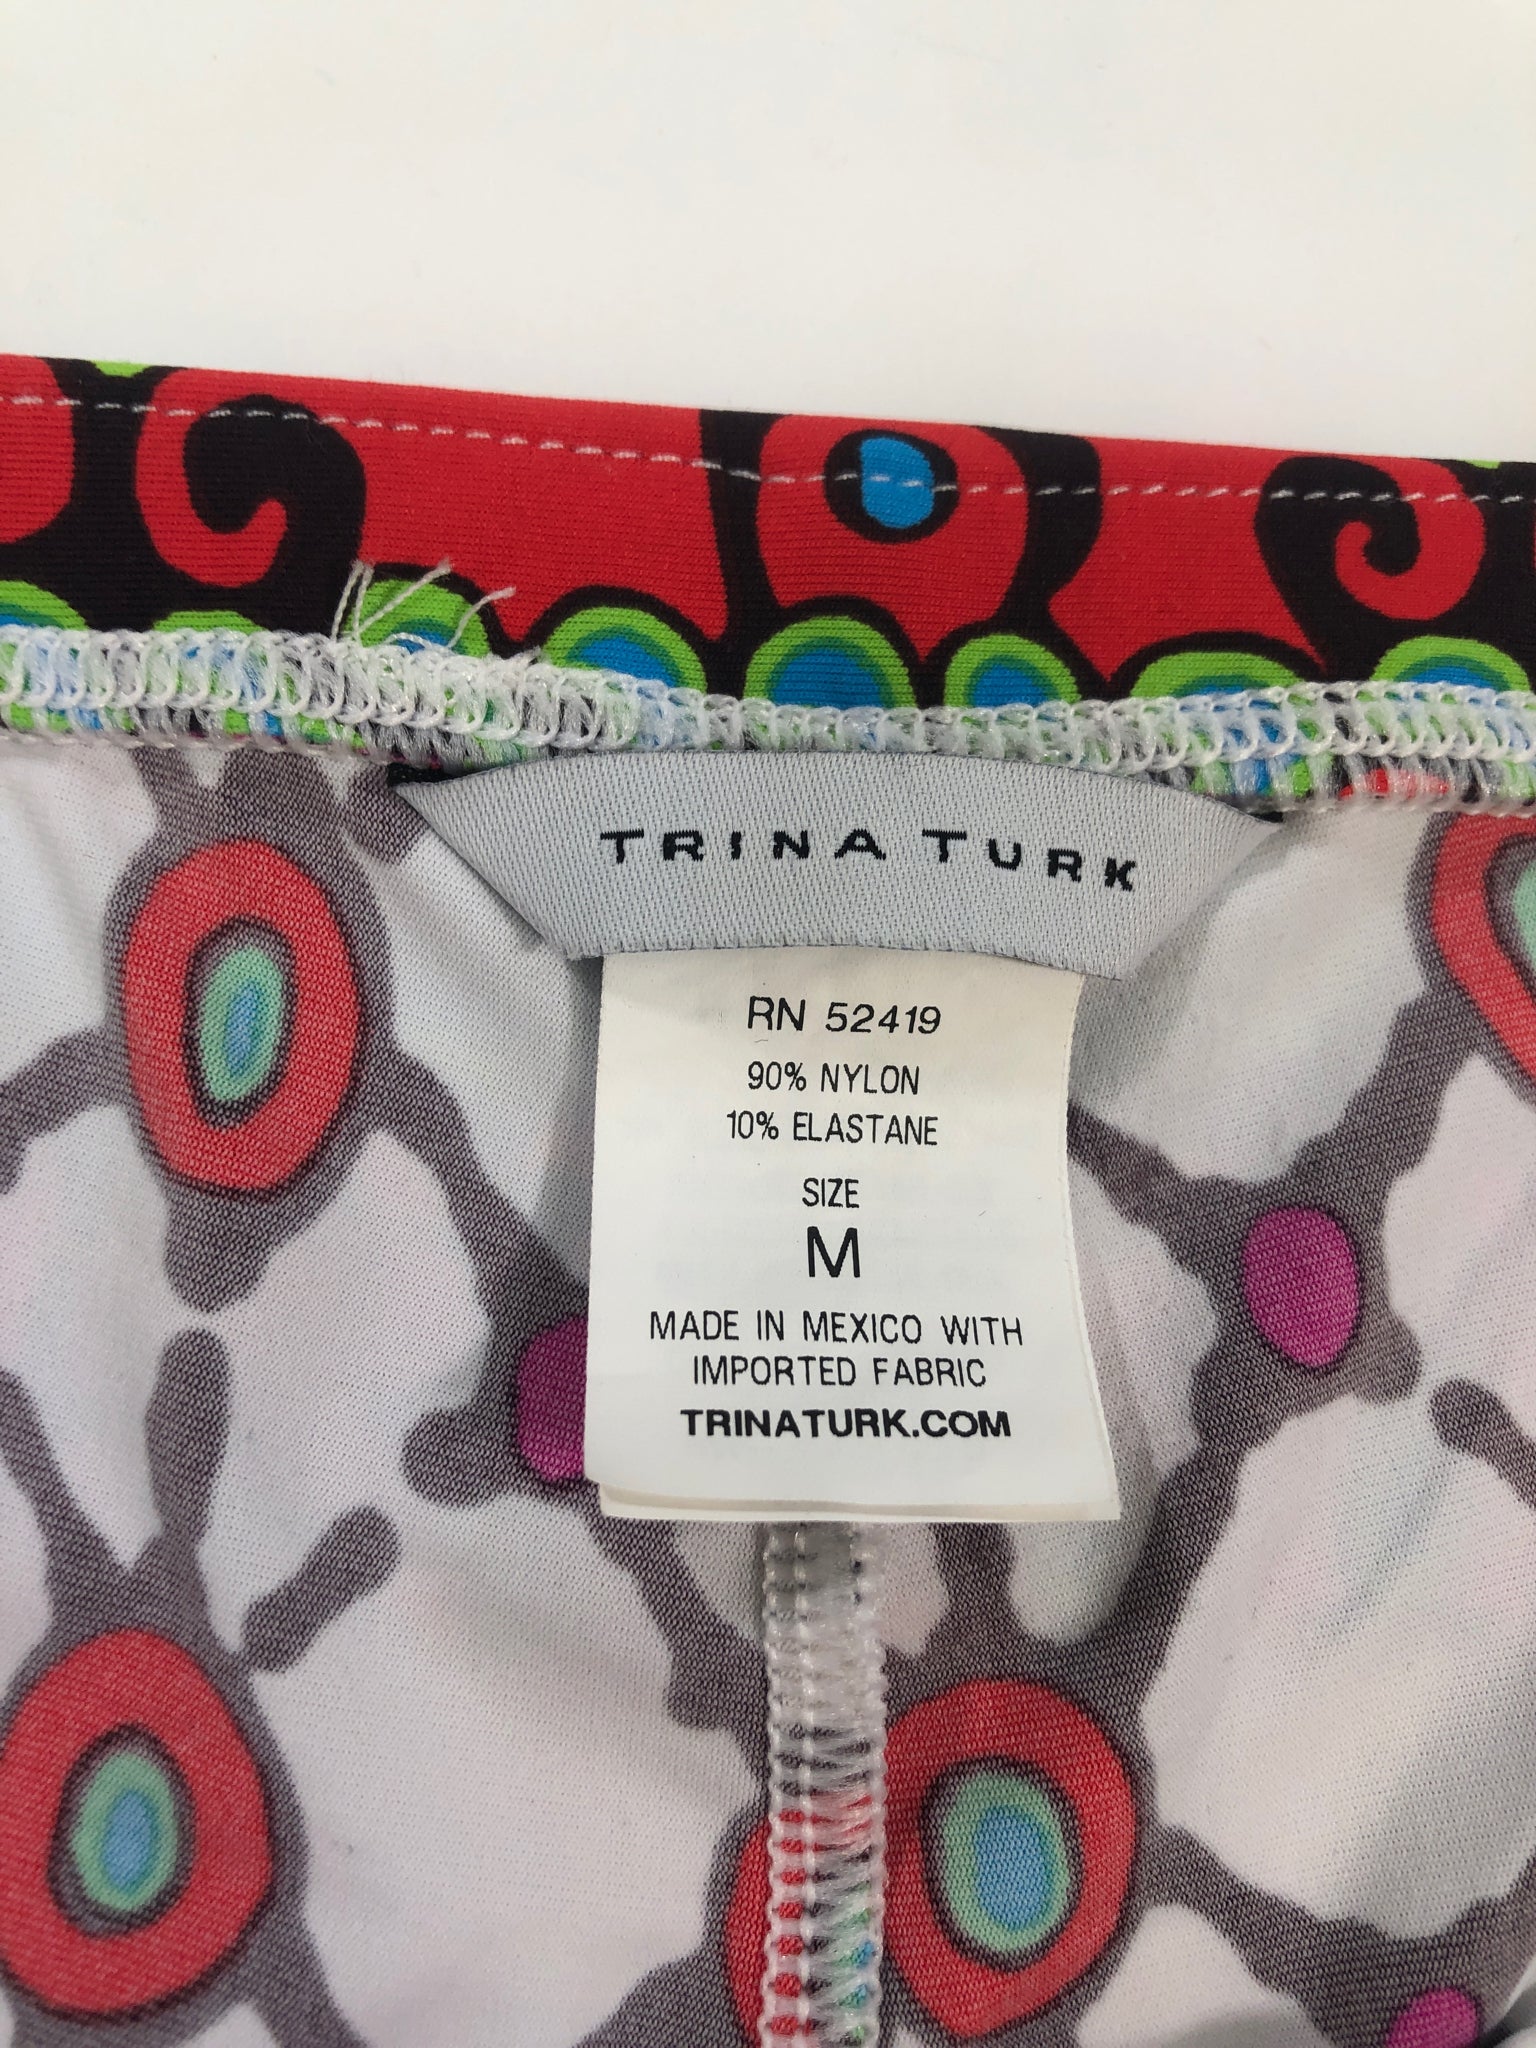 TRINA TURK
RN 52419
90% NYLON
10% ELASTANE
SIZE
M
MADE IN MEXICO WITH
IMPORTED FABRIC
TRINATURK.COM